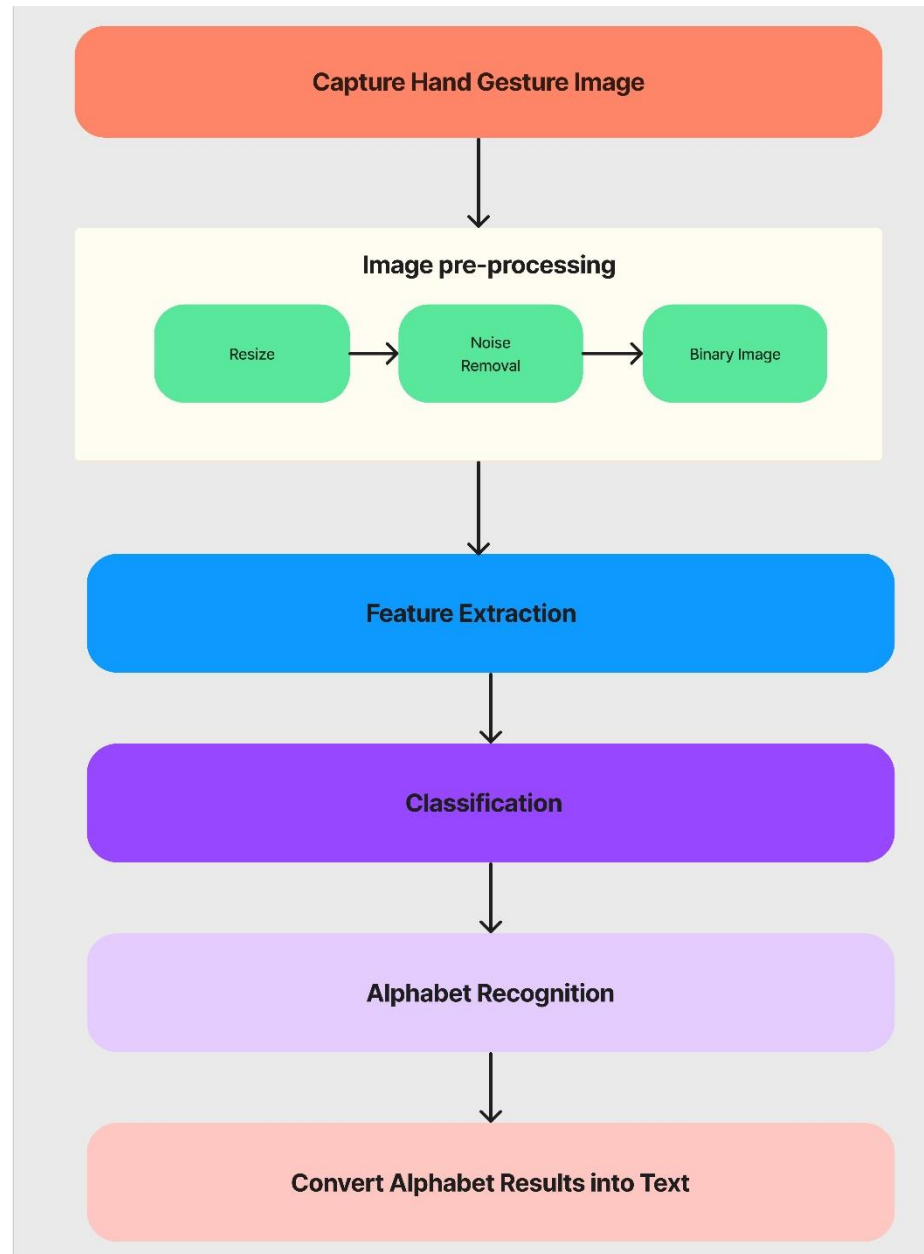 Capture Hand Gesture Image
Image pre-processing
Resize
Noise
Removal
Binary Image
Feature Extraction
Classification
Alphabet Recognition
Convert Alphabet Results into Text